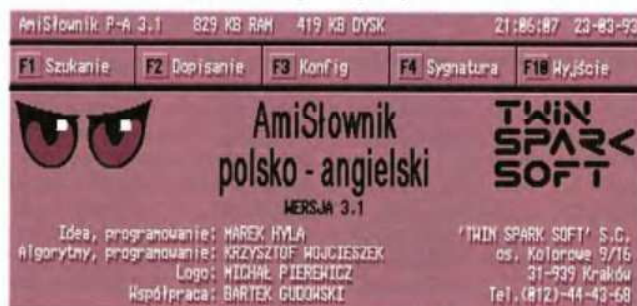 AmiSłownik P-A 3.1 829 KB RAM 419 KB DYSK 21:06:07 23-03-93
F1 Szukanie F2 Dopisanie F3 Konfig F4 Sygnatura F10 Wyjście
AmiSłownik
polsko - angielski
WERSJA 3.1
TWIN
SPARK
SOFT
Idea, programowanie: MAREK HYLA
Algorytmy, programowanie: KRZYSZTOF WOJCIESZEK
Logo: MICHAŁ PIEREWICZ
Współpraca: BARTEK GUDOWSKI
'TWIN SPARK SOFT' S.C.
os. Kolorowe 9/16
31-939 Kraków
Tel.(012)-44-43-68